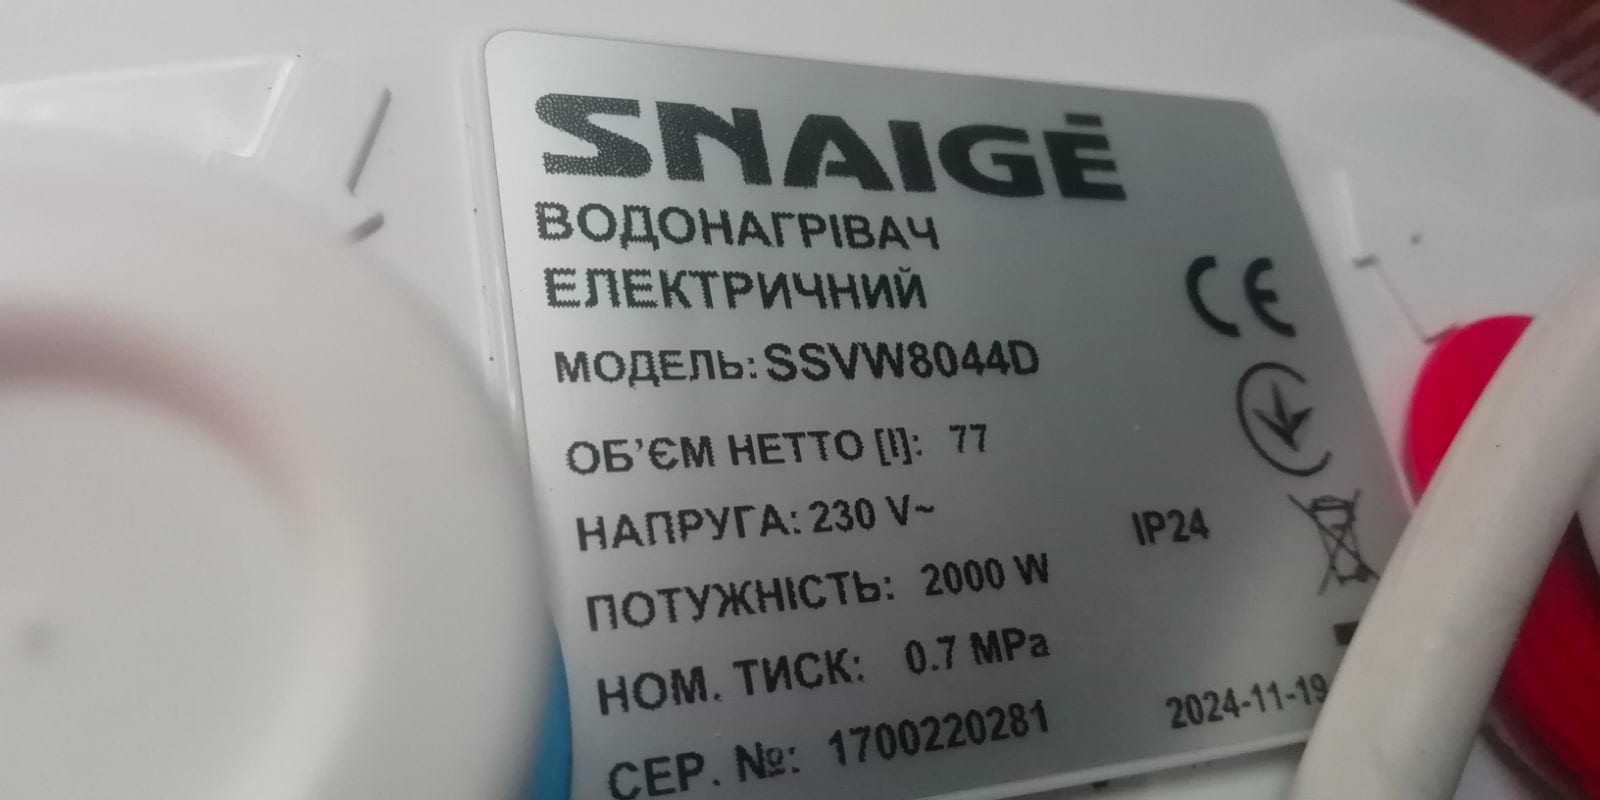 SNAIGĖ
ВОДОНАГРІВАЧ
ЕЛЕКТРИЧНИЙ
МОДЕЛЬ: SSVW8044D
ОБ'ЄМ НЕТТО [l]: 77
НАПРУГА: 230 V~
IP24
ПОТУЖНІСТЬ: 2000 W
НОМ. ТИСК: 0.7 MPa
СЕР. №: 1700220281
2024-11-19
CE